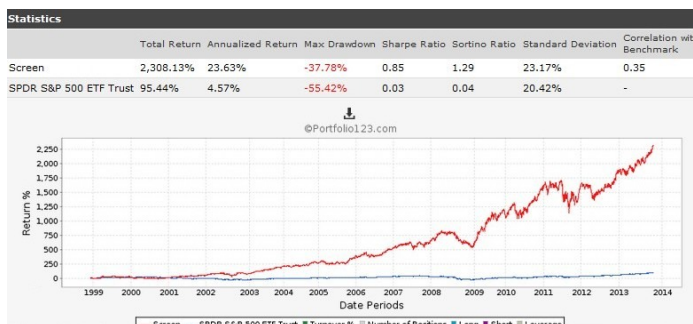 Statistics
Total Return Annualized Return Max Drawdown Sharpe Ratio Sortino Ratio Standard Deviation Correlation with Benchmark
Screen 2,308.13% 23.63% -37.78% 0.85 1.29 23.17% 0.35
SPDR S&P 500 ETF Trust 95.44% 4.57% -55.42% 0.03 0.04 20.42% -
©Portfolio123.com
2,250
2,000
1,750
1,500
1,250
1,000
750
500
250
0
Return %
1999 2000 2001 2002 2003 2004 2005 2006 2007 2008 2009 2010 2011 2012 2013 2014
Date Periods
Screen SPDR S&P 500 ETF Trust Turnover % Number of Positions Long Short Leverage